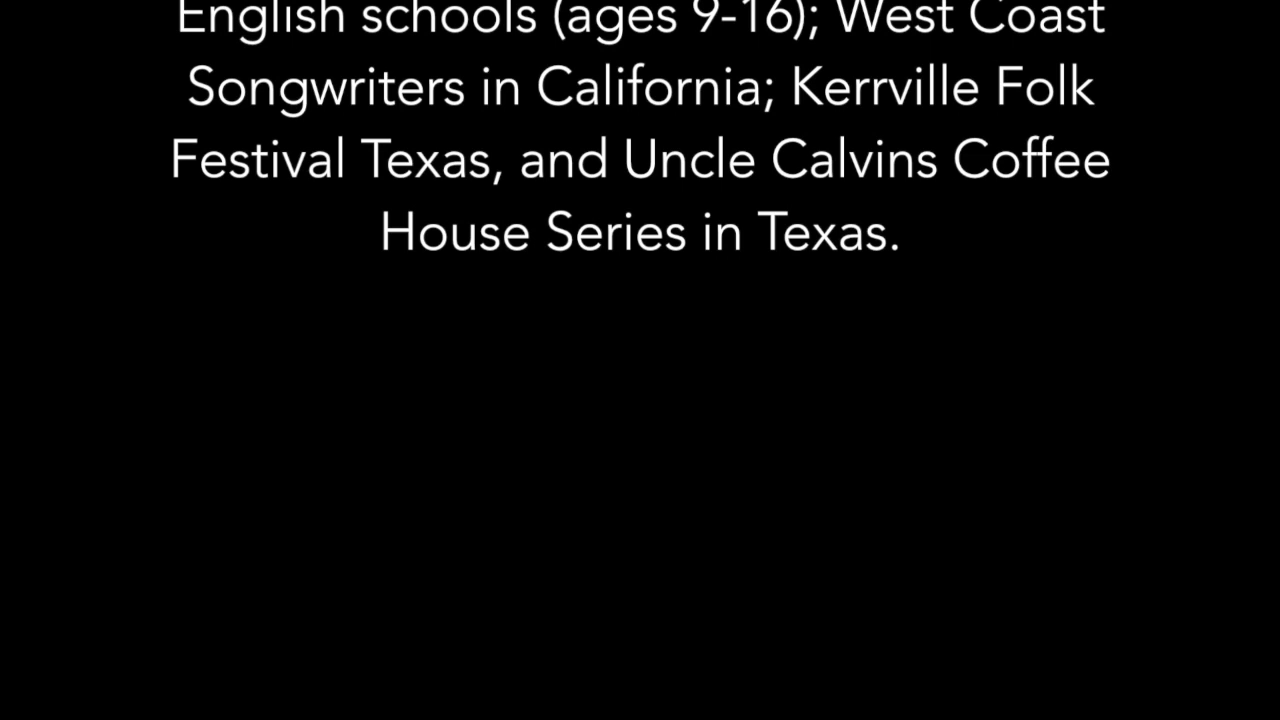 English schools (ages 9-16); West Coast
Songwriters in California; Kerrville Folk
Festival Texas, and Uncle Calvins Coffee
House Series in Texas.